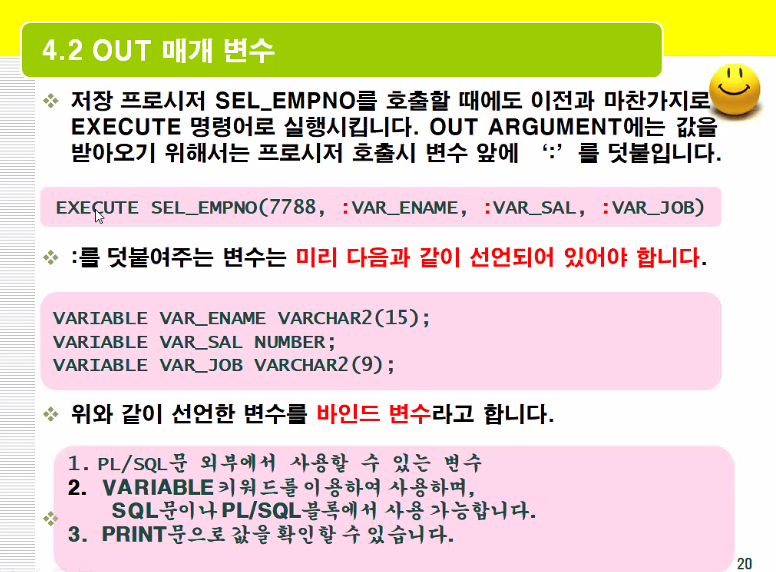 4.2 OUT 매개 변수
❖ 저장 프로시저 SEL_EMPNO를 호출할 때에도 이전과 마찬가지로
EXECUTE 명령어로 실행시킵니다. OUT ARGUMENT에는 값을
받아오기 위해서는 프로시저 호출시 변수 앞에 ‘:’ 를 덧붙입니다.
EXECUTE SEL_EMPNO(7788, :VAR_ENAME, :VAR_SAL, :VAR_JOB)
❖ :를 덧붙여주는 변수는 미리 다음과 같이 선언되어 있어야 합니다.
VARIABLE VAR_ENAME VARCHAR2(15);
VARIABLE VAR_SAL NUMBER;
VARIABLE VAR_JOB VARCHAR2(9);
❖ 위와 같이 선언한 변수를 바인드 변수라고 합니다.
1. PL/SQL문 외부에서 사용할 수 있는 변수
2. VARIABLE 키워드를 이용하여 사용하며,
SQL문이나 PL/SQL블록에서 사용 가능합니다.
3. PRINT문으로 값을 확인할 수 있습니다.
20